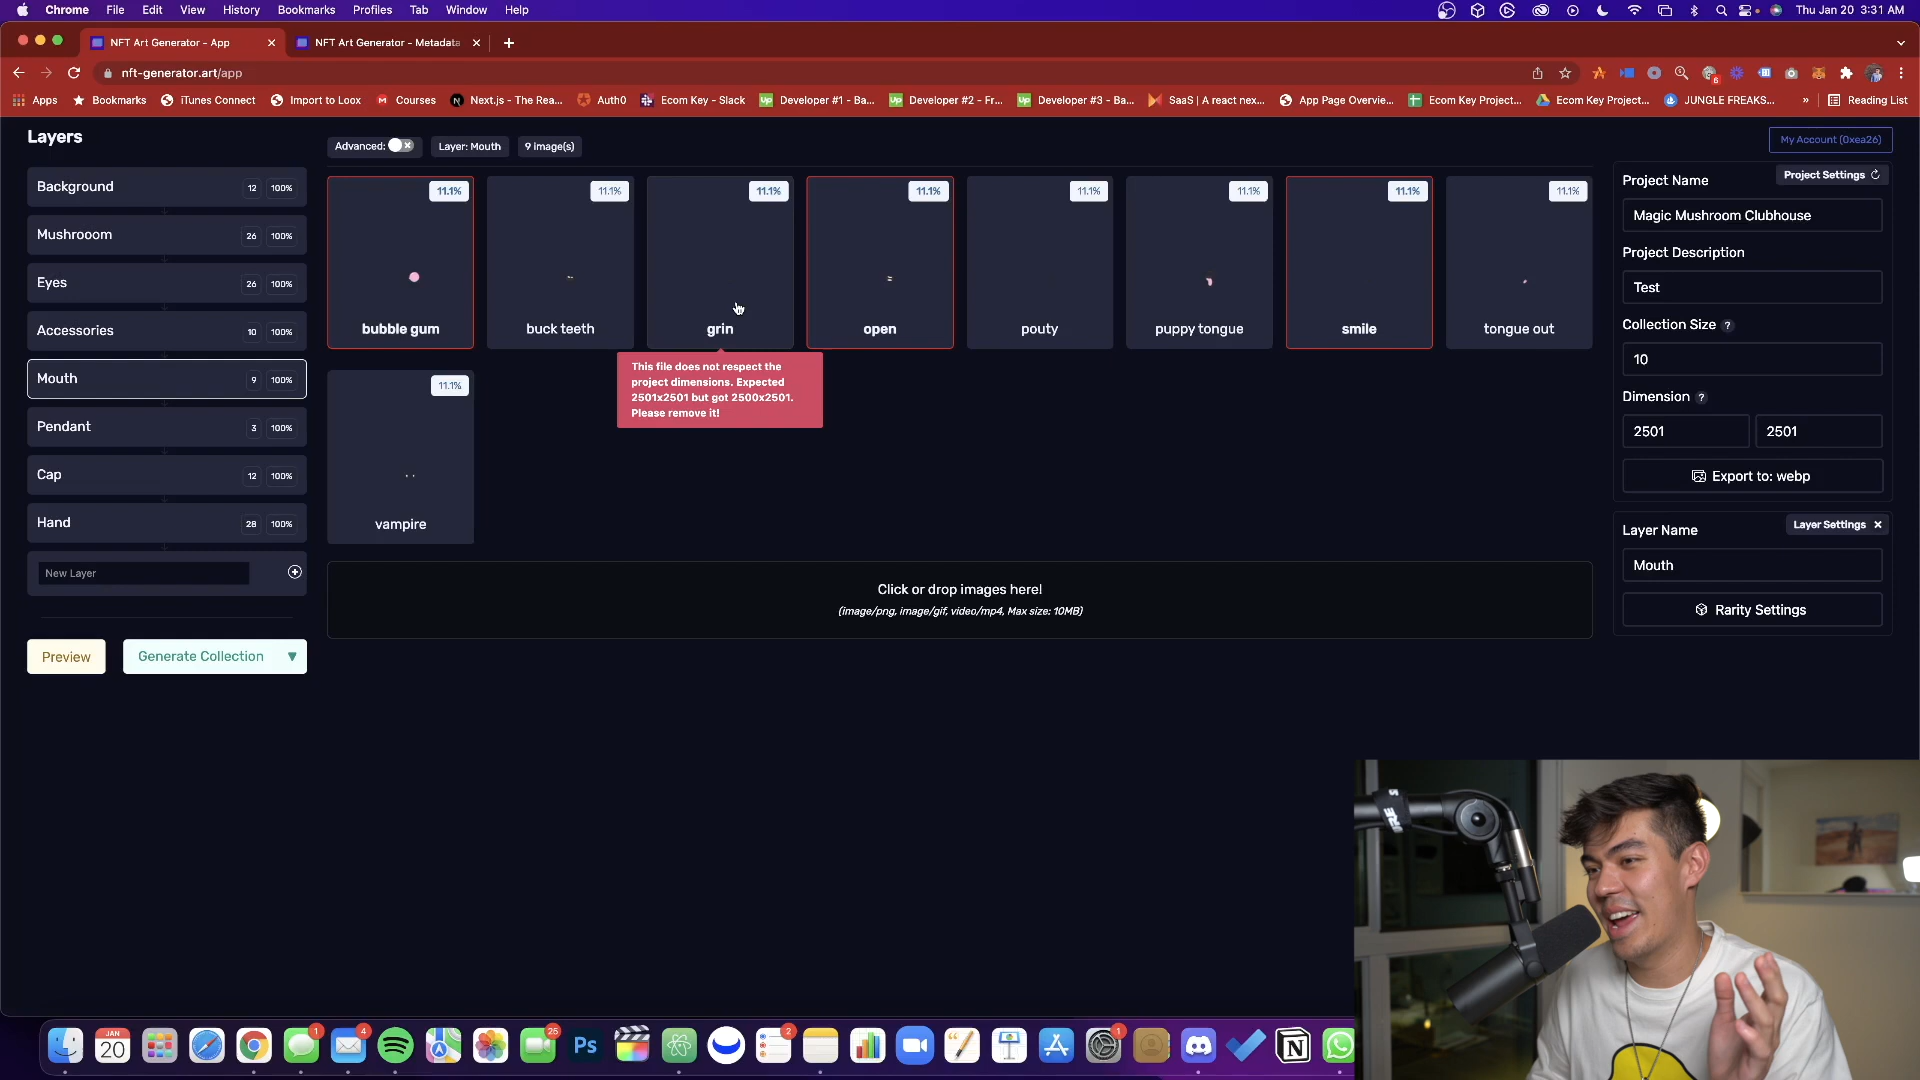 Chrome File Edit View History Bookmarks Profiles Tab Window Help
Thu Jan 20 3:31 AM
NFT Art Generator - App
NFT Art Generator - Metadata
nft-generator.art/app
Apps Bookmarks iTunes Connect Import to Loox Courses Next.js - The Rea... Auth0 Ecom Key - Slack Developer #1 - Ba... Developer #2 - Fr... Developer #3 - Ba... SaaS | A react nex... App Page Overvie... Ecom Key Project... Ecom Key Project... JUNGLE FREAKS... » Reading List
Layers
Background 12 100%
Mushrooom 26 100%
Eyes 26 100%
Accessories 10 100%
Mouth 9 100%
Pendant 3 100%
Cap 12 100%
Hand 28 100%
New Layer
Preview
Generate Collection
Advanced:
Layer: Mouth
9 image(s)
11.1%
bubble gum
11.1%
buck teeth
11.1%
grin
11.1%
open
11.1%
pouty
11.1%
puppy tongue
11.1%
smile
11.1%
tongue out
This file does not respect the
project dimensions. Expected
2501x2501 but got 2500x2501.
Please remove it!
11.1%
vampire
Click or drop images here!
(image/png, image/gif, video/mp4, Max size: 10MB)
My Account (0xea26)
Project Name
Project Settings
Magic Mushroom Clubhouse
Project Description
Test
Collection Size ?
10
Dimension ?
2501 2501
Export to: webp
Layer Name
Layer Settings
Mouth
Rarity Settings
JAN
20
1
4
25
Ps
2
1
6